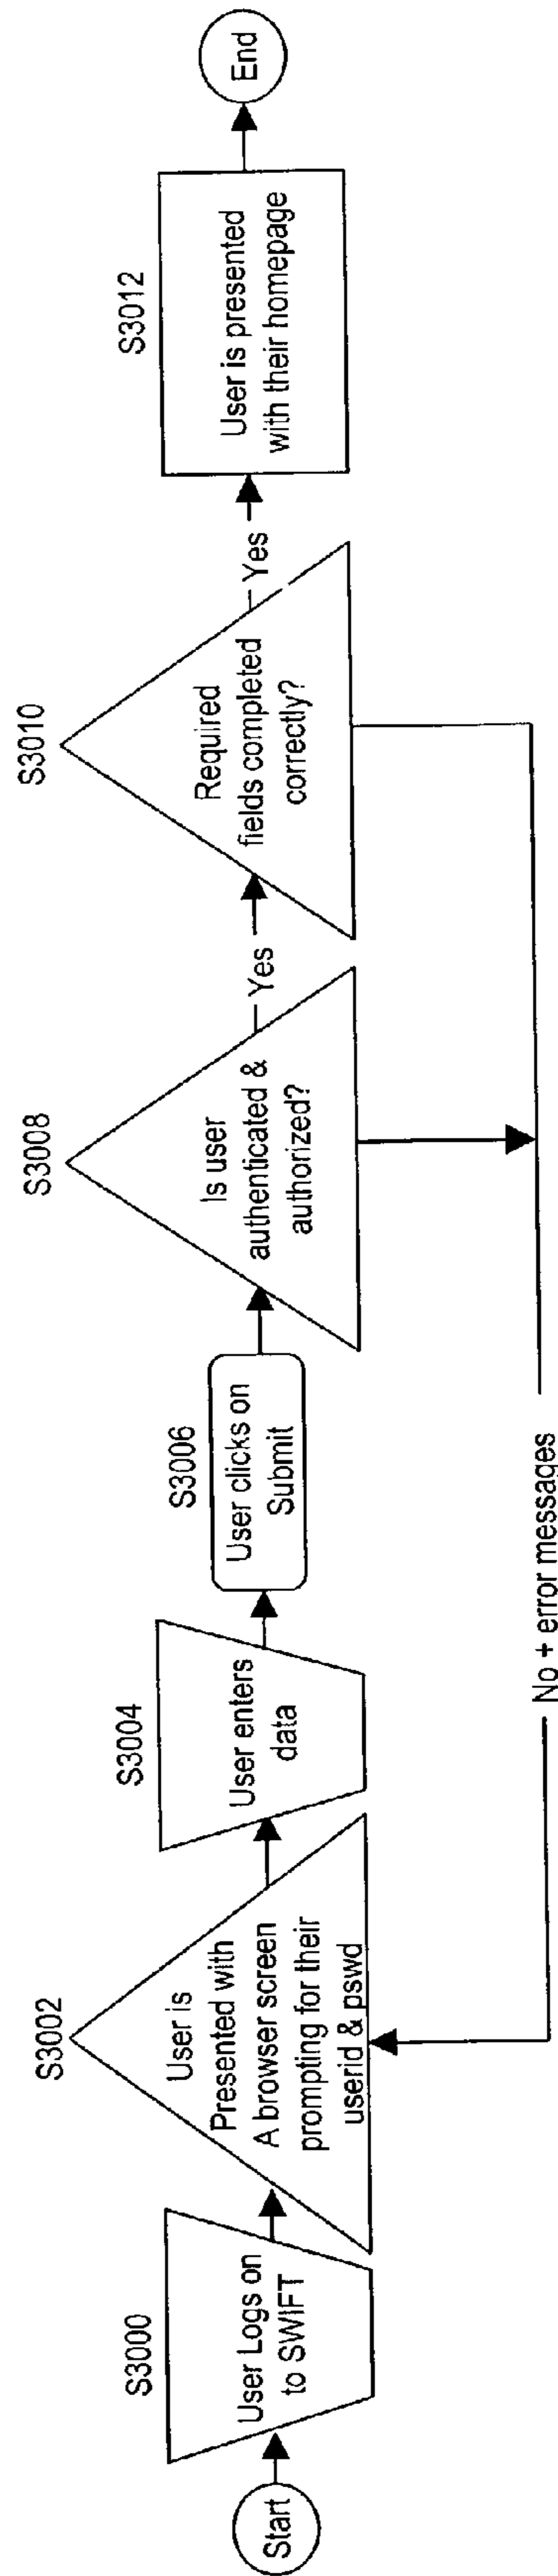 Start
S3000
User Logs on
to SWIFT
S3002
User is
Presented with
A browser screen
prompting for their
userid & pswd
S3004
User enters
data
S3006
User clicks on
Submit
S3008
Is user
authenticated &
authorized?
Yes
S3010
Required
fields completed
correctly?
Yes
S3012
User is presented
with their homepage
End
No + error messages